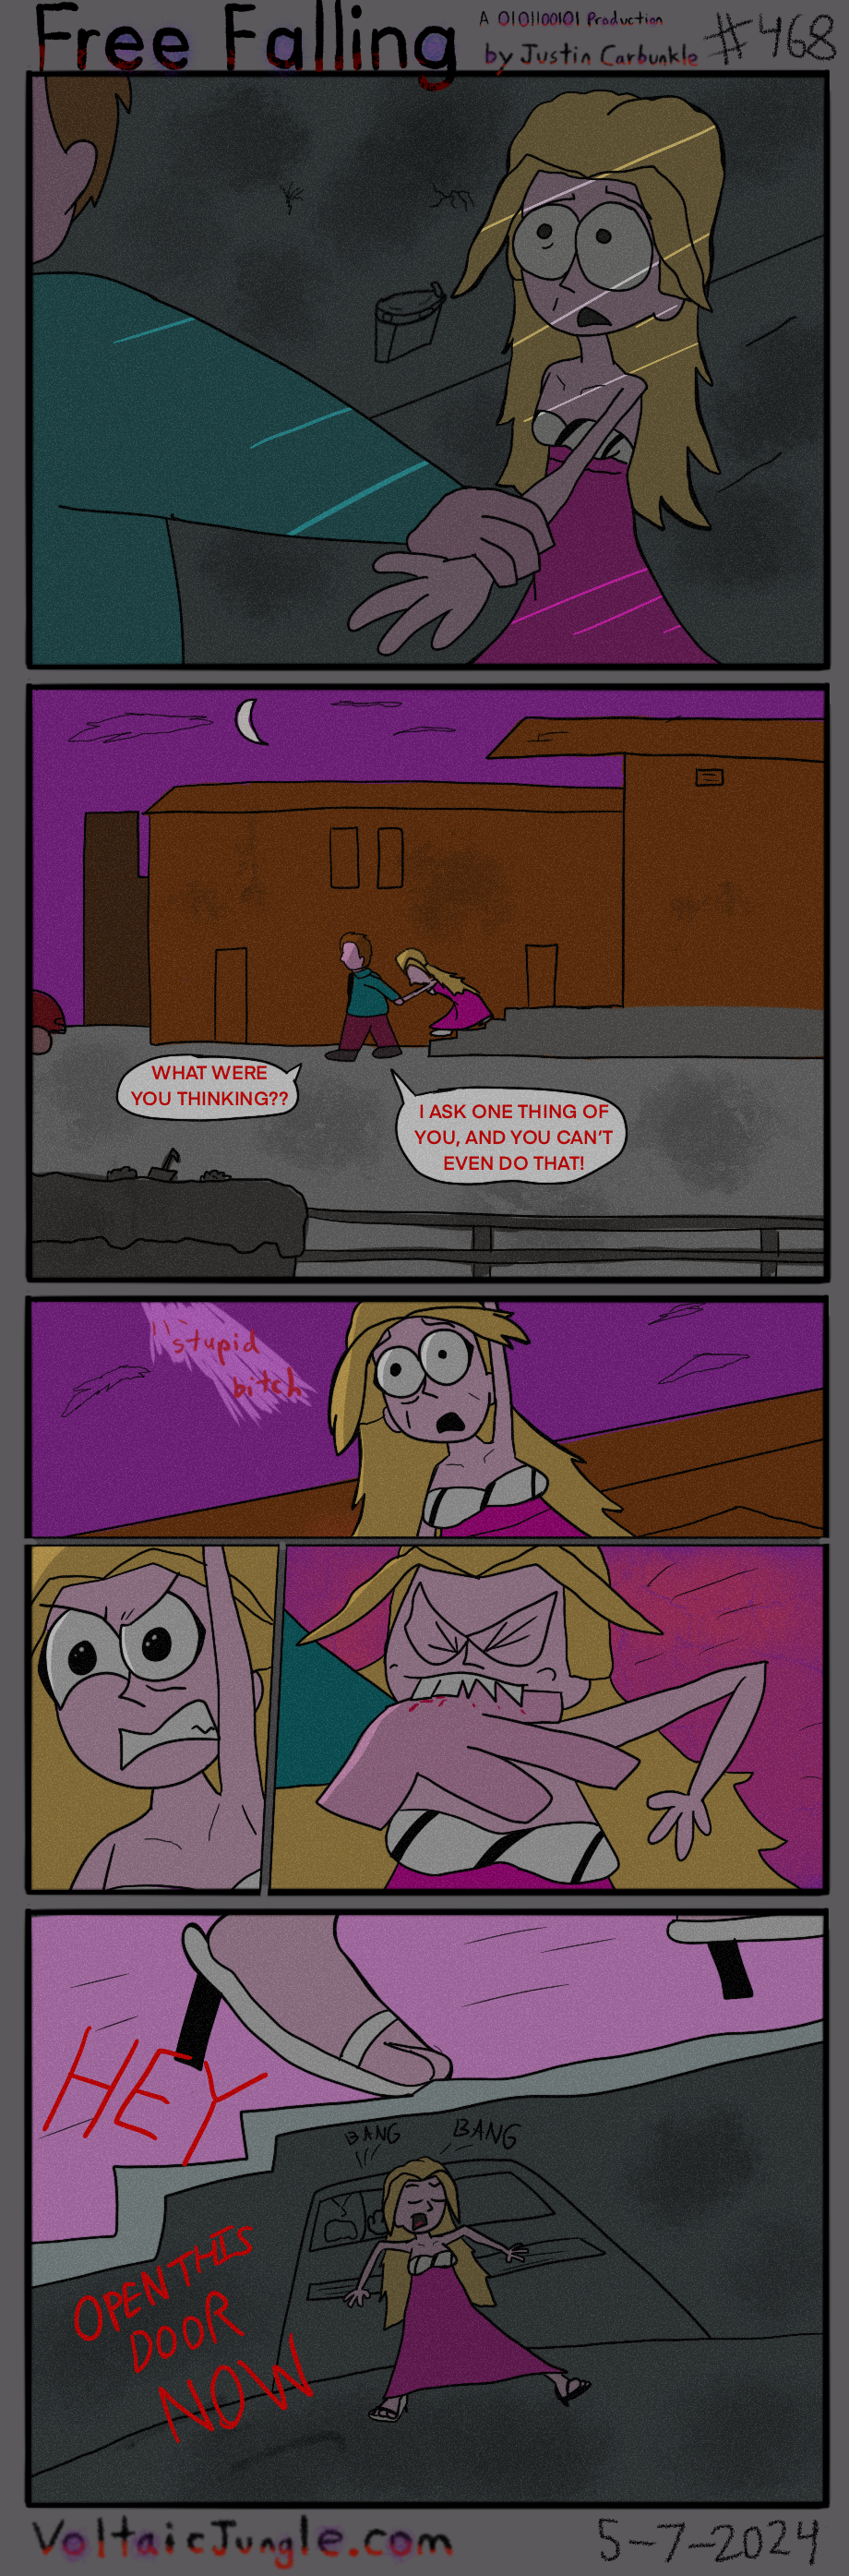 Free Falling
A 0101100101 Production
by Justin Carbunkle
#468
WHAT WERE
YOU THINKING??
I ASK ONE THING OF
YOU, AND YOU CAN'T
EVEN DO THAT!
stupid
bitch
HEY
BANG BANG
OPEN THIS
DOOR
NOW
VoltaicJungle.com
5-7-2024